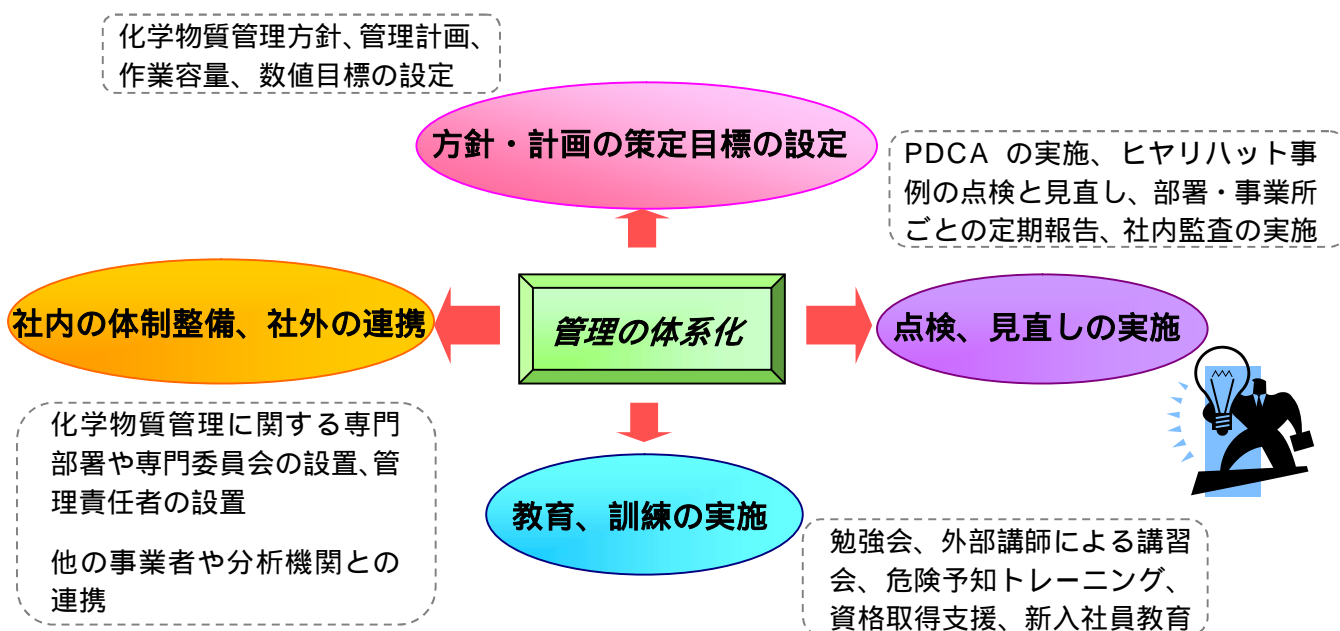 化学物質管理方針、管理計画、
作業容量、数値目標の設定
方針・計画の策定目標の設定
PDCA の実施、ヒヤリハット事
例の点検と見直し、部署・事業所
ごとの定期報告、社内監査の実施
社内の体制整備、社外の連携
管理の体系化
点検、見直しの実施
化学物質管理に関する専門
部署や専門委員会の設置、管
理責任者の設置
他の事業者や分析機関との
連携
教育、訓練の実施
勉強会、外部講師による講習
会、危険予知トレーニング、
資格取得支援、新入社員教育